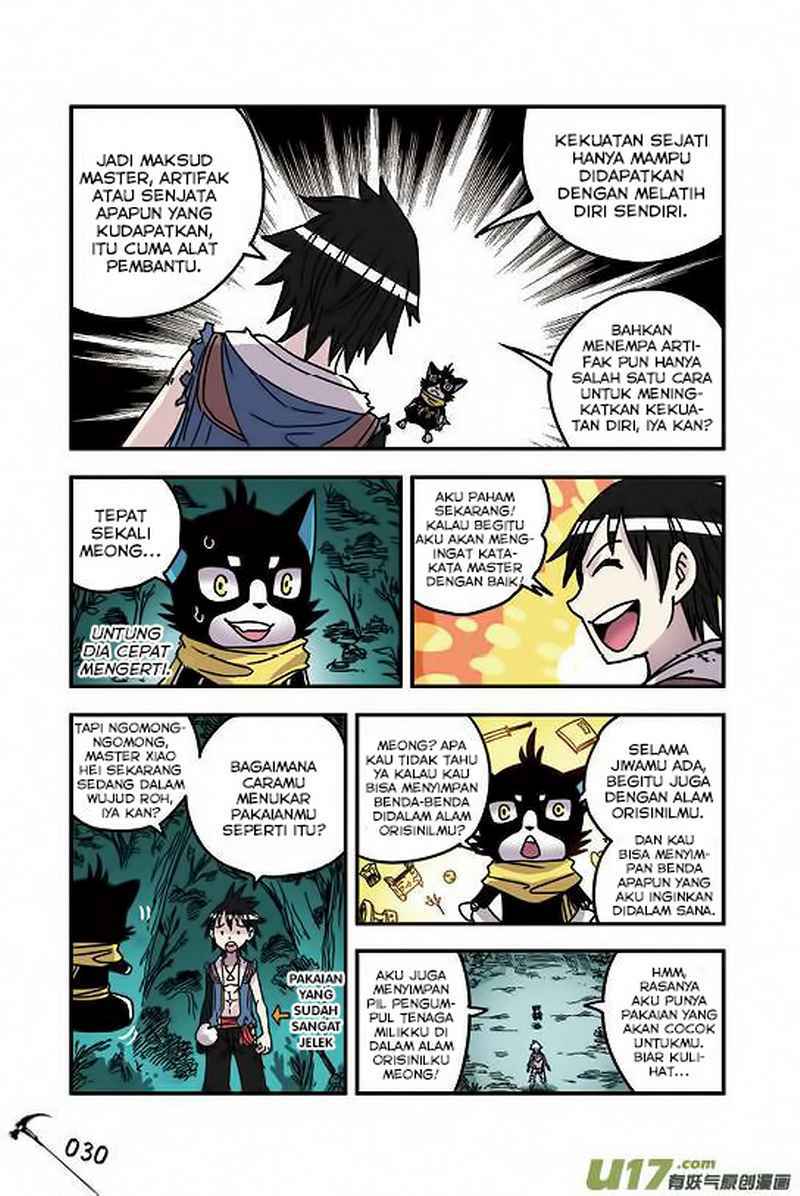 JADI MAKSUD
MASTER, ARTIFAK
ATAU SENJATA
APAPUN YANG
KUDAPATKAN,
ITU CUMA ALAT
PEMBANTU.
KEKUATAN SEJATI
HANYA MAMPU
DIDAPATKAN
DENGAN MELATIH
DIRI SENDIRI.
BAHKAN
MENEMPA ARTI-
FAK PUN HANYA
SALAH SATU CARA
UNTUK MENING-
KATKAN KEKUA-
TAN DIRI, IYA KAN?
TEPAT
SEKALI
MEONG...
UNTUNG
DIA CEPAT
MENGERTI.
AKU PAHAM
SEKARANG!
KALAU BEGITU
AKU AKAN MENG-
INGAT KATA-
KATA MASTER
DENGAN BAIK!
TAPI NGOMONG-
NGOMONG,
MASTER XIAO
HEI SEKARANG
SEDANG DALAM
WUJUD ROH,
IYA KAN?
BAGAIMANA
CARAMU
MENUKAR
PAKAIANMU
SEPERTI ITU?
PAKAIAN
YANG
SUDAH
SANGAT
JELEK
MEONG? APA
KAU TIDAK TAHU
YA KALAU KAU
BISA MENYIMPAN
BENDA-BENDA
DIDALAM ALAM
ORISINILMU?
SELAMA
JIWAMU ADA,
BEGITU JUGA
DENGAN ALAM
ORISINILMU.
DAN KAU
BISA MENYIM-
PAN BENDA
APAPUN YANG
AKU INGINKAN
DIDALAM SANA.
AKU JUGA
MENYIMPAN
PIL PENGUM-
PUL TENAGA
MILIKKU DI
DALAM ALAM
ORISINILKU
MEONG!
HMM,
RASANYA
AKU PUNYA
PAKAIAN YANG
AKAN COCOK
UNTUKMU.
BIAR KULI-
HAT...
030
U17.com
有妖气原创漫画